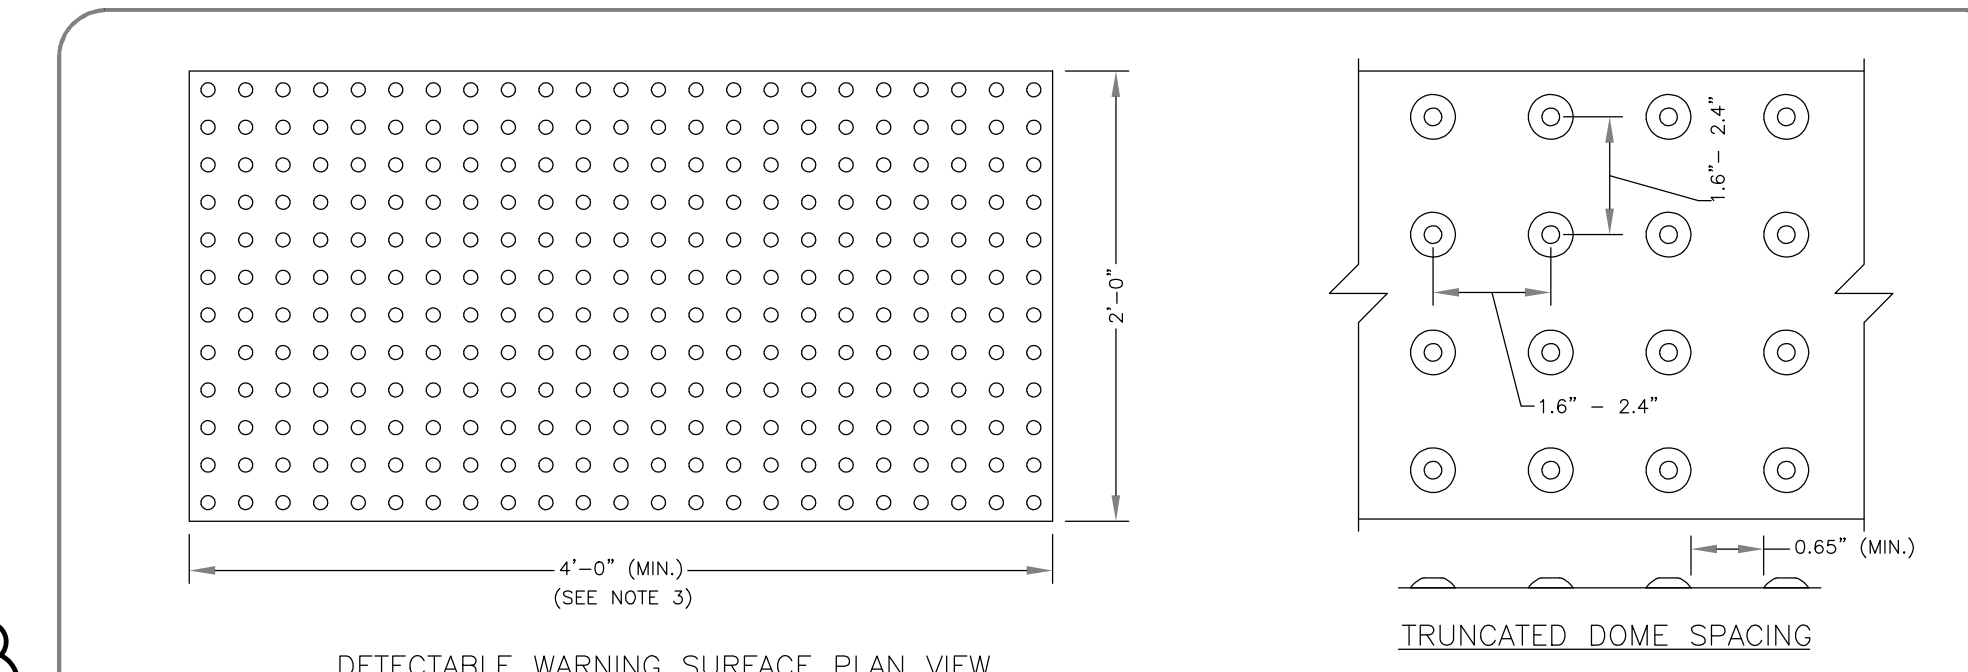 2'-0"
4'-0" (MIN.)
(SEE NOTE 3)
DETECTABLE WARNING SURFACE PLAN VIEW
1.6"- 2.4"
1.6" - 2.4"
0.65" (MIN.)
TRUNCATED DOME SPACING